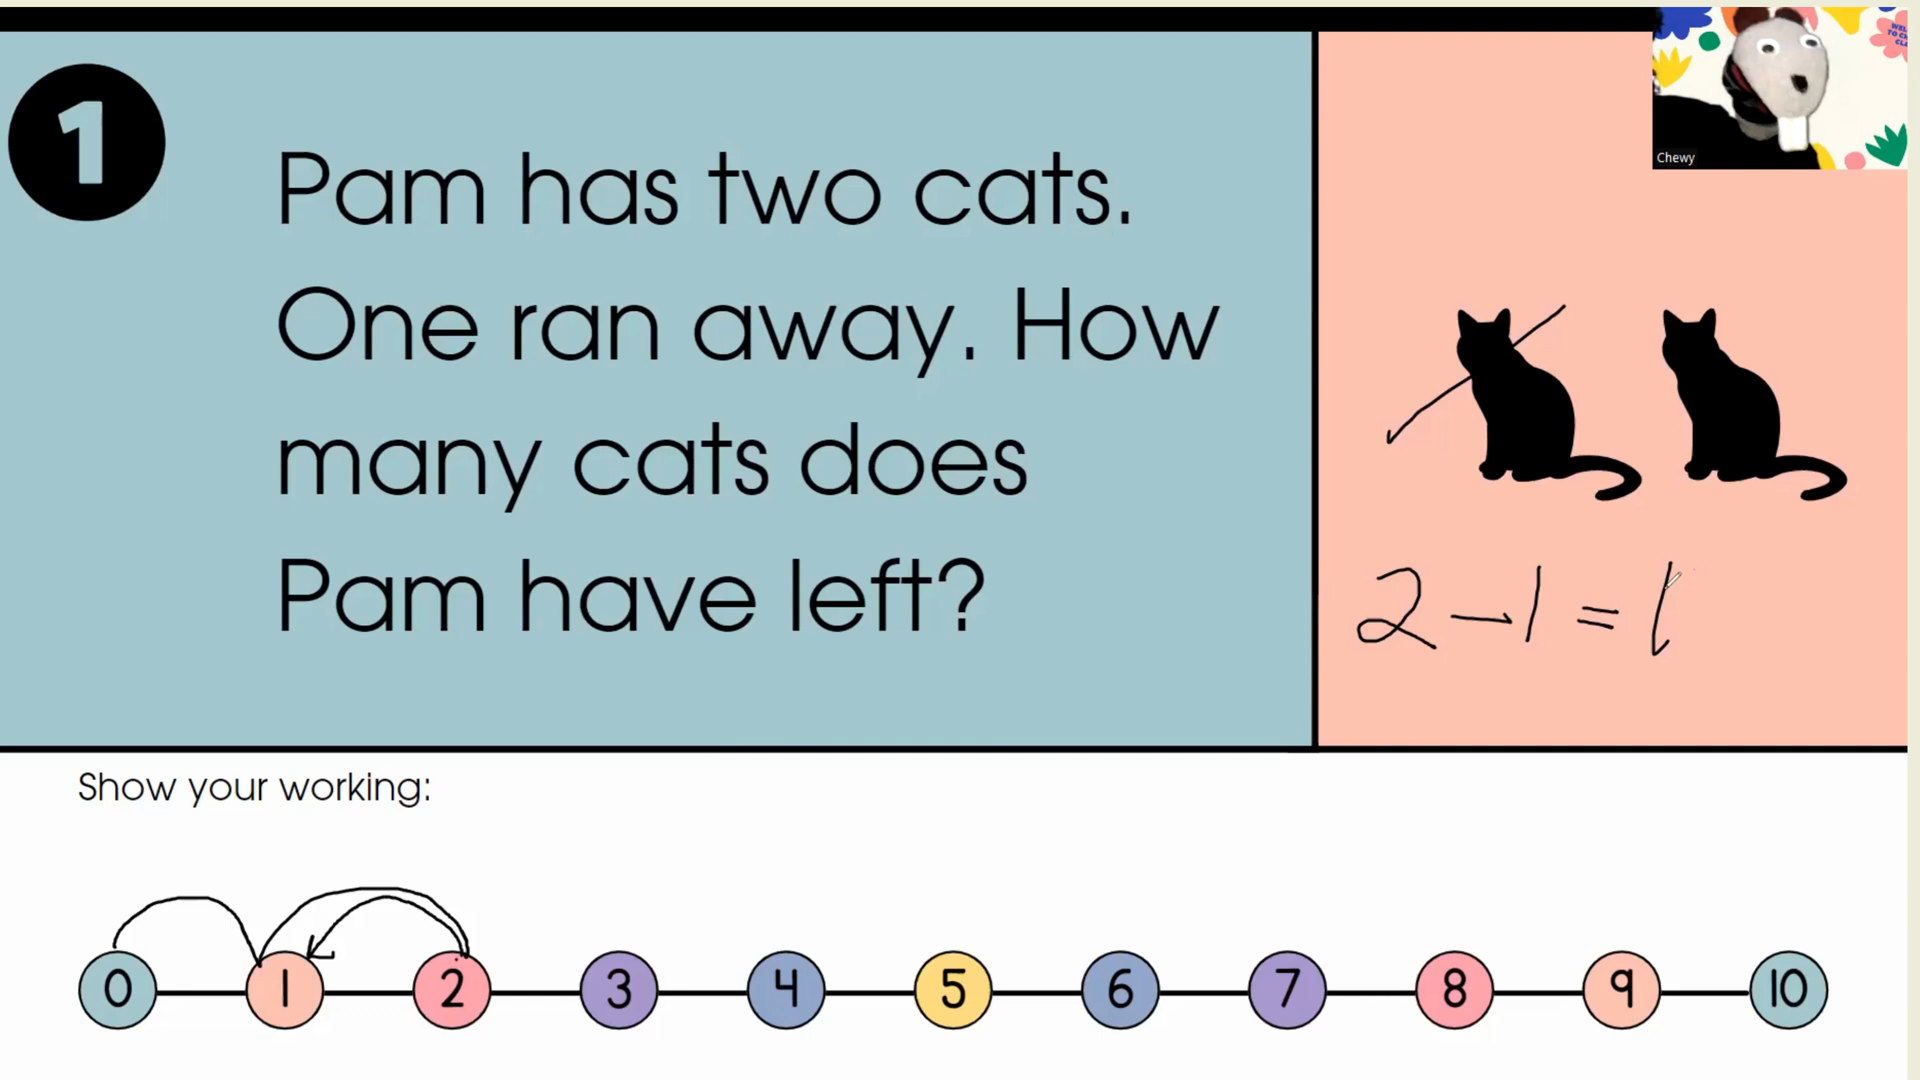 1
Pam has two cats.
One ran away. How
many cats does
Pam have left?
Chewy
2-1=1
Show your working:
0 1 2 3 4 5 6 7 8 9 10